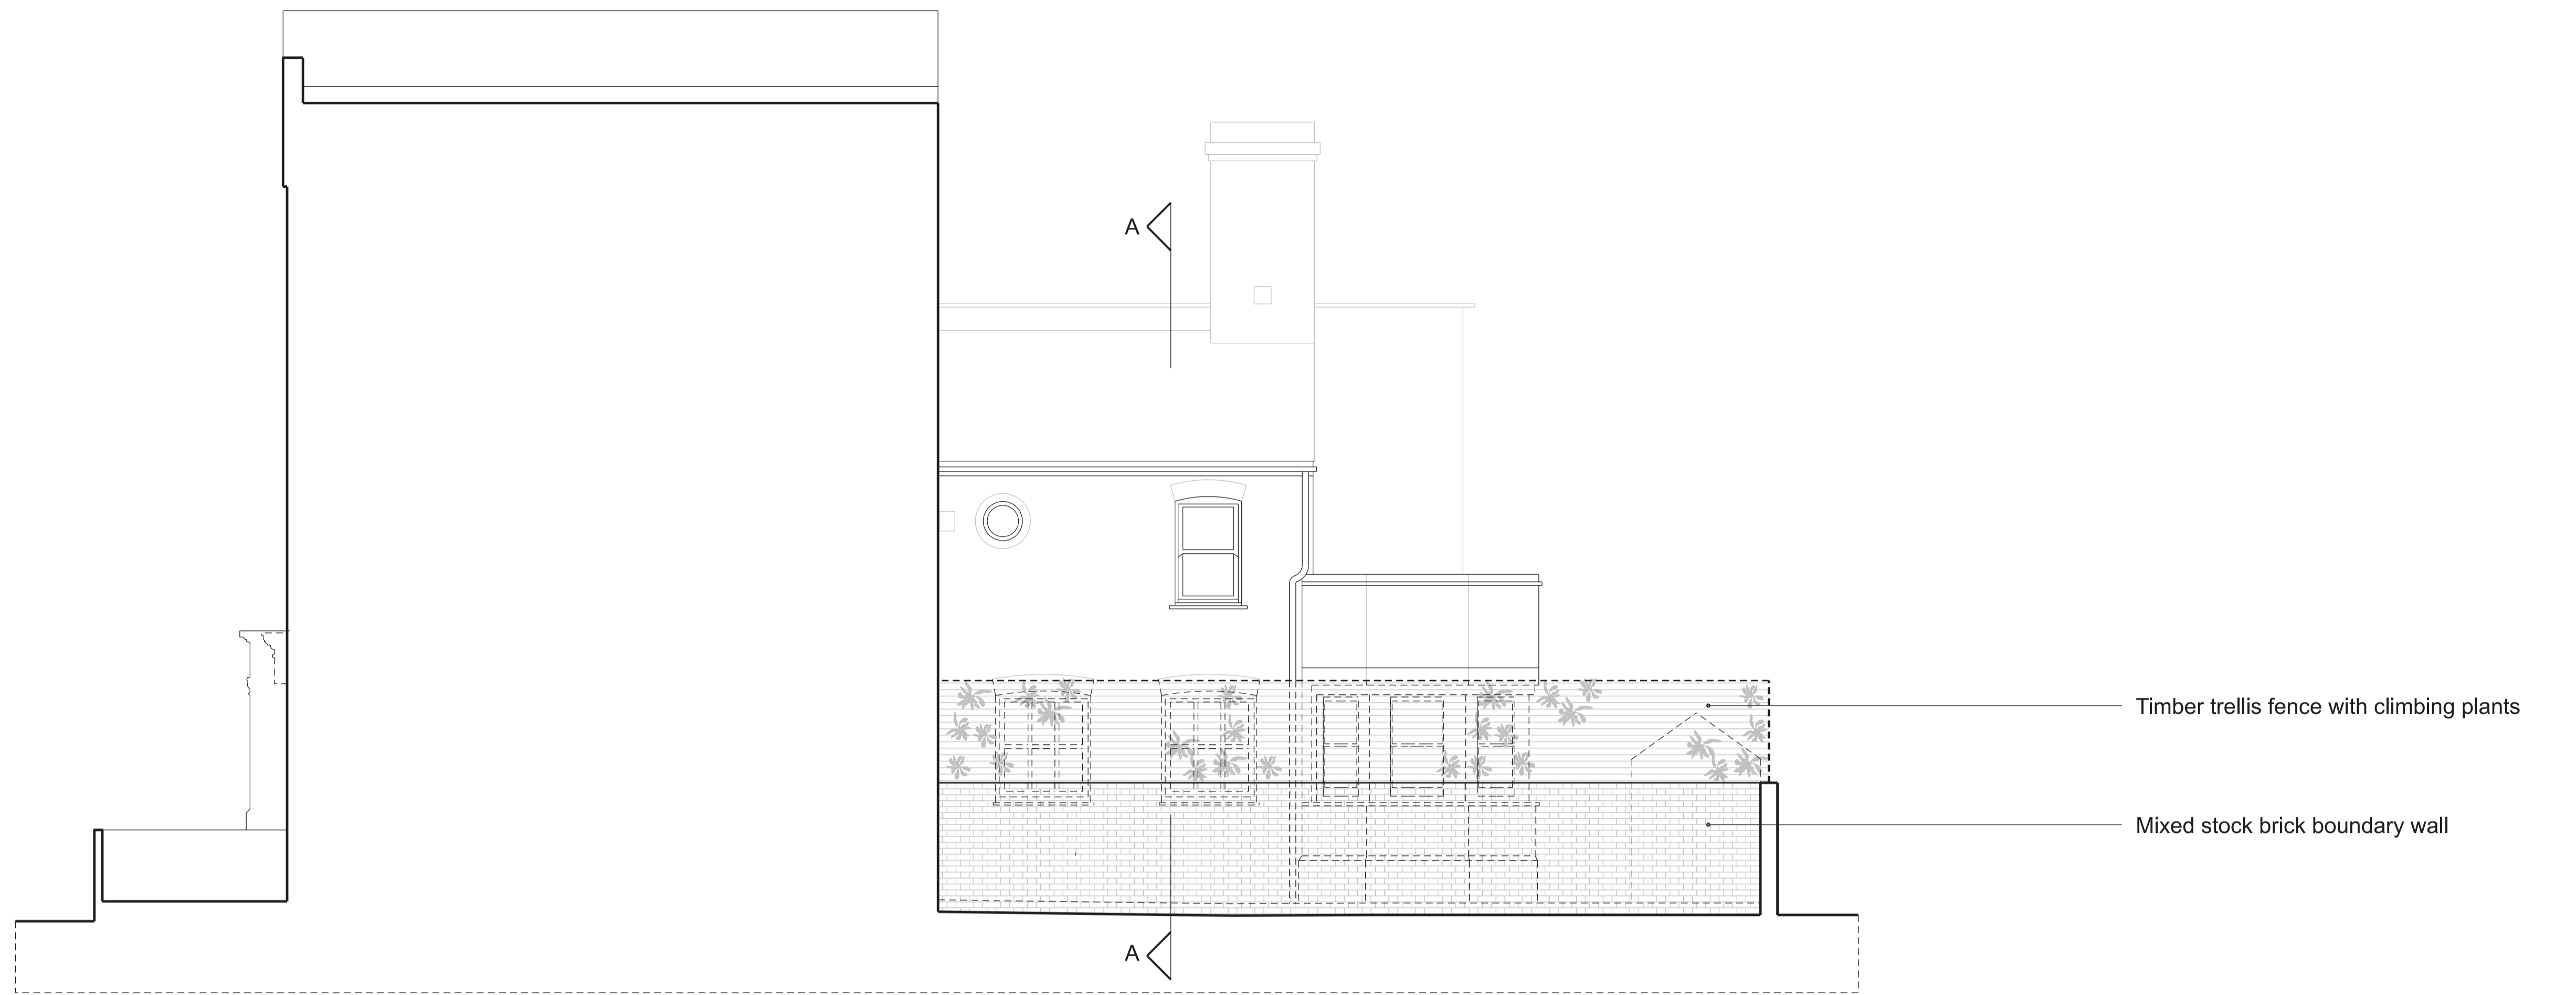 A
Timber trellis fence with climbing plants
Mixed stock brick boundary wall
A